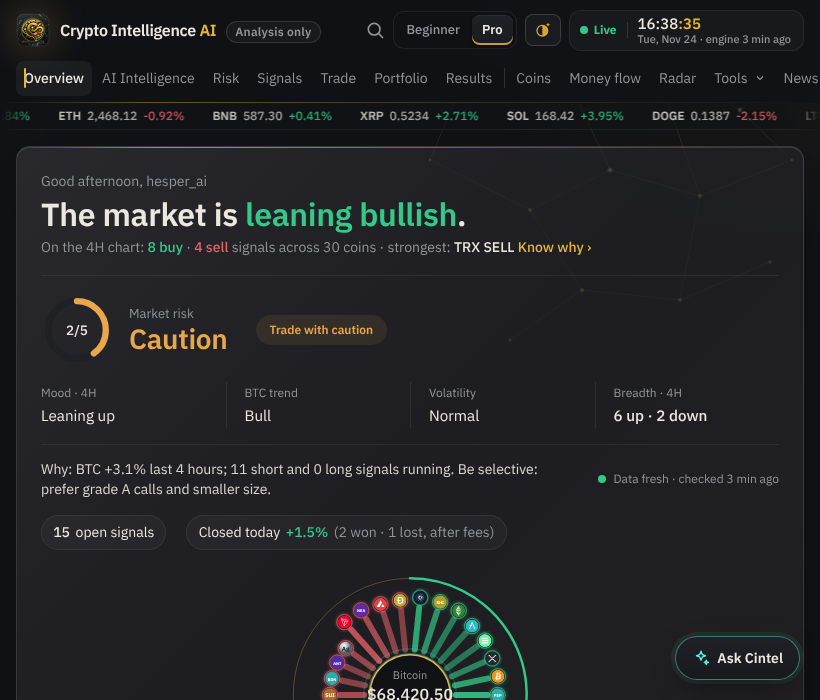 Crypto Intelligence AI Analysis only Beginner Pro Live 16:38:35
Tue, Nov 24 · engine 3 min ago
Overview AI Intelligence Risk Signals Trade Portfolio Results Coins Money flow Radar Tools News
84% ETH 2,468.12 -0.92% BNB 587.30 +0.41% XRP 0.5234 +2.71% SOL 168.42 +3.95% DOGE 0.1387 -2.15%
Good afternoon, hesper_ai
The market is leaning bullish.
On the 4H chart: 8 buy · 4 sell signals across 30 coins · strongest: TRX SELL Know why ›
2/5
Market risk
Caution
Trade with caution
Mood · 4H
Leaning up
BTC trend
Bull
Volatility
Normal
Breadth · 4H
6 up · 2 down
Why: BTC +3.1% last 4 hours; 11 short and 0 long signals running. Be selective:
prefer grade A calls and smaller size.
Data fresh · checked 3 min ago
15 open signals
Closed today +1.5% (2 won · 1 lost, after fees)
Bitcoin
$68,420.50
SUI
Ask Cintel